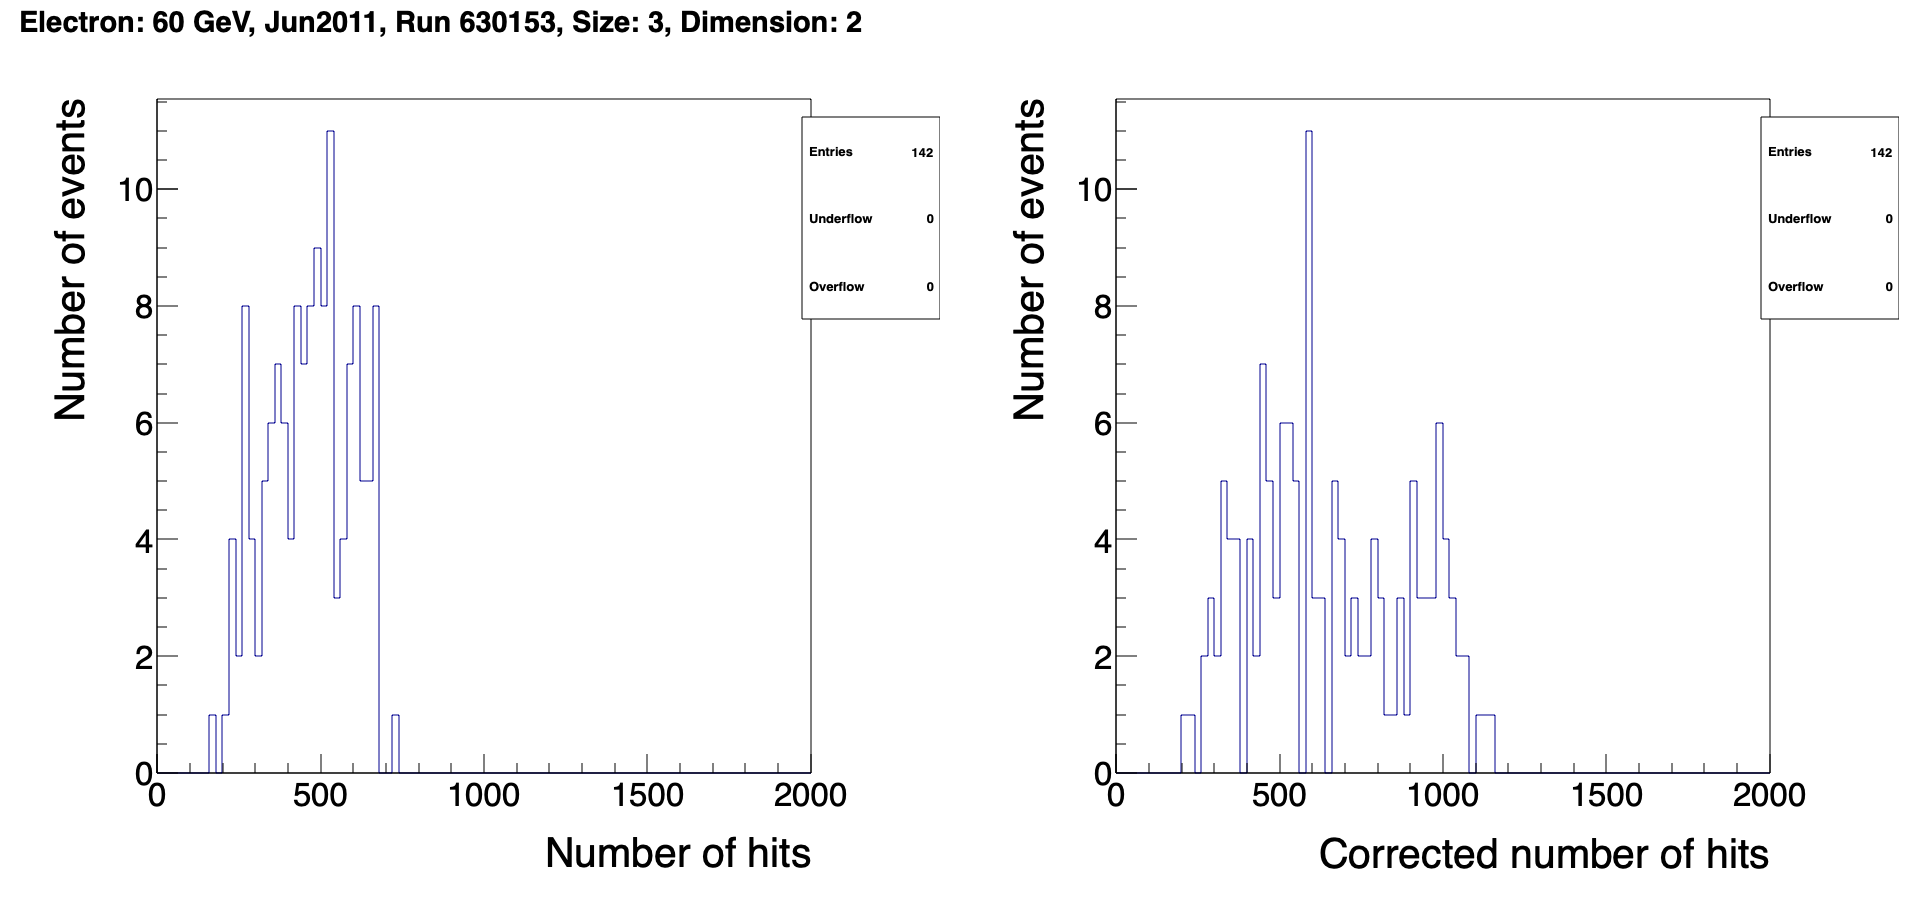 Electron: 60 GeV, Jun2011, Run 630153, Size: 3, Dimension: 2
Number of events
10
8
6
4
2
0
0 500 1000 1500 2000
Number of hits
Entries 142
Underflow 0
Overflow 0
Number of events
10
8
6
4
2
0
0 500 1000 1500 2000
Corrected number of hits
Entries 142
Underflow 0
Overflow 0